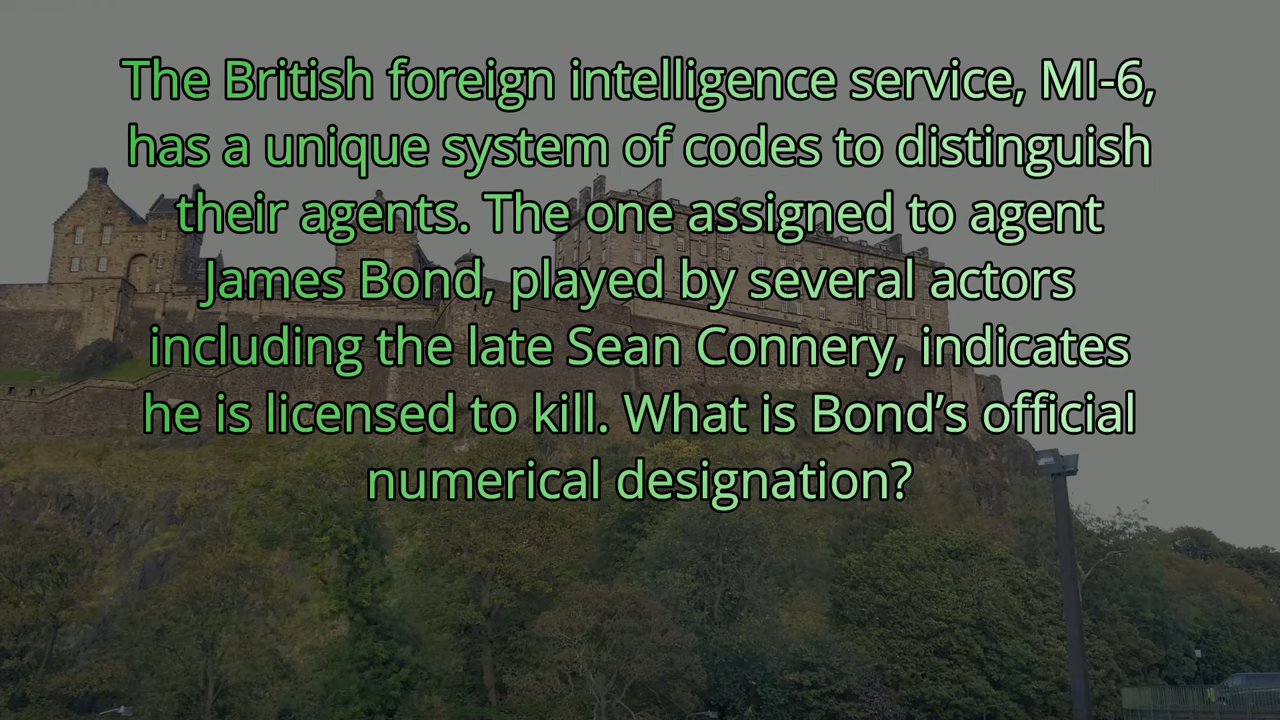 The British foreign intelligence service, MI-6,
has a unique system of codes to distinguish
their agents. The one assigned to agent
James Bond, played by several actors
including the late Sean Connery, indicates
he is licensed to kill. What is Bond’s official
numerical designation?